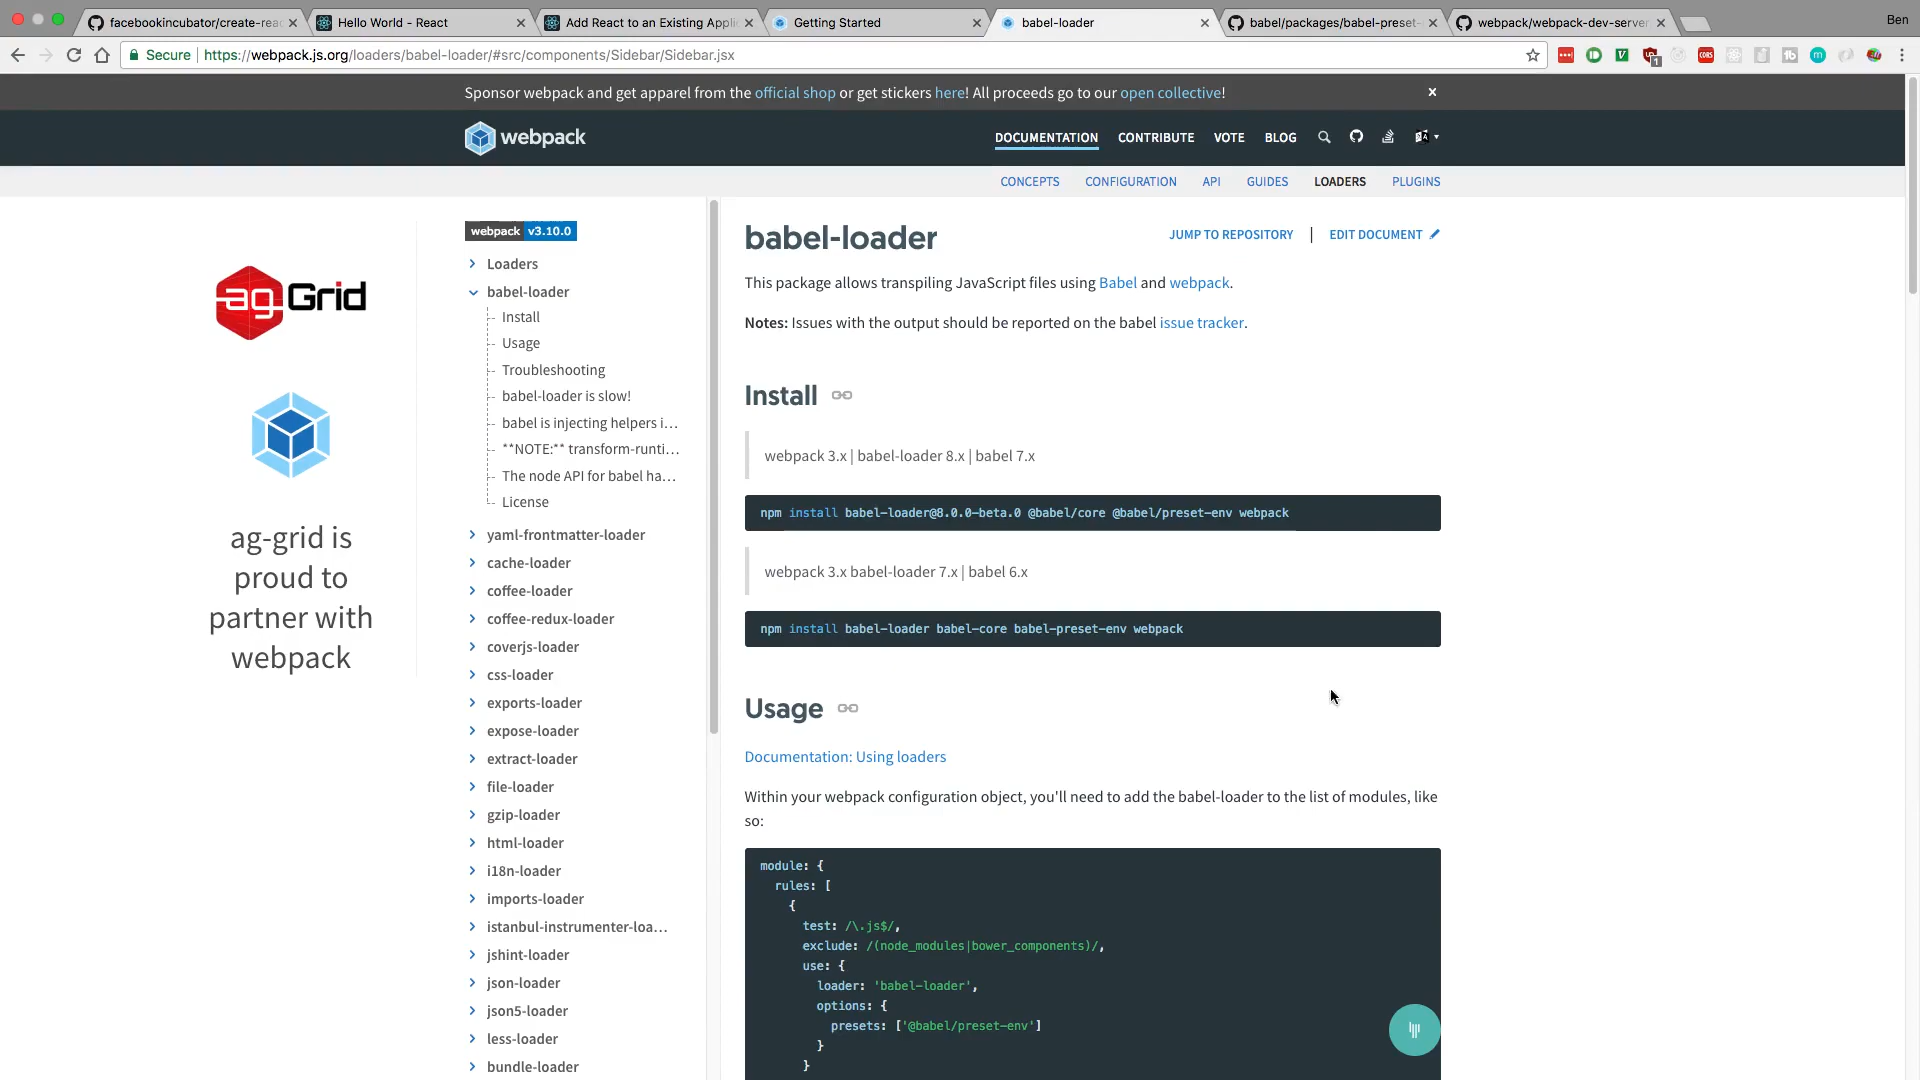 facebookincubator/create-rea
Hello World - React
Add React to an Existing Applic
Getting Started
babel-loader
babel/packages/babel-preset-
webpack/webpack-dev-server
Ben
Secure
https://webpack.js.org/loaders/babel-loader/#src/components/Sidebar/Sidebar.jsx
Sponsor webpack and get apparel from the official shop or get stickers here! All proceeds go to our open collective!
webpack
DOCUMENTATION
CONTRIBUTE
VOTE
BLOG
CONCEPTS
CONFIGURATION
API
GUIDES
LOADERS
PLUGINS
ag-Grid
ag-grid is
proud to
partner with
webpack
webpack v3.10.0
Loaders
babel-loader
Install
Usage
Troubleshooting
babel-loader is slow!
babel is injecting helpers i…
**NOTE:** transform-runti…
The node API for babel ha…
License
yaml-frontmatter-loader
cache-loader
coffee-loader
coffee-redux-loader
coverjs-loader
css-loader
exports-loader
expose-loader
extract-loader
file-loader
gzip-loader
html-loader
i18n-loader
imports-loader
istanbul-instrumenter-loa…
jshint-loader
json-loader
json5-loader
less-loader
bundle-loader
babel-loader
JUMP TO REPOSITORY | EDIT DOCUMENT
This package allows transpiling JavaScript files using Babel and webpack.
Notes: Issues with the output should be reported on the babel issue tracker.
Install
webpack 3.x | babel-loader 8.x | babel 7.x
npm install babel-loader@8.0.0-beta.0 @babel/core @babel/preset-env webpack
webpack 3.x babel-loader 7.x | babel 6.x
npm install babel-loader babel-core babel-preset-env webpack
Usage
Documentation: Using loaders
Within your webpack configuration object, you'll need to add the babel-loader to the list of modules, like
so:
module: {
rules: [
{
test: /\.js$/,
exclude: /(node_modules|bower_components)/,
use: {
loader: 'babel-loader',
options: {
presets: ['@babel/preset-env']
}
}